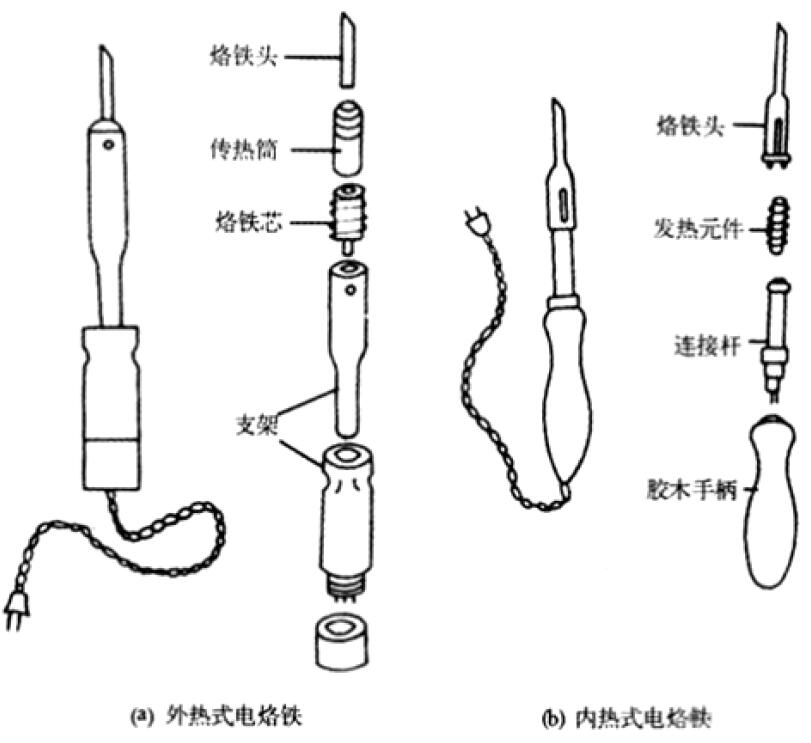 烙铁头
传热筒
烙铁芯
支架
(a) 外热式电烙铁
烙铁头
发热元件
连接杆
胶木手柄
(b) 内热式电烙铁